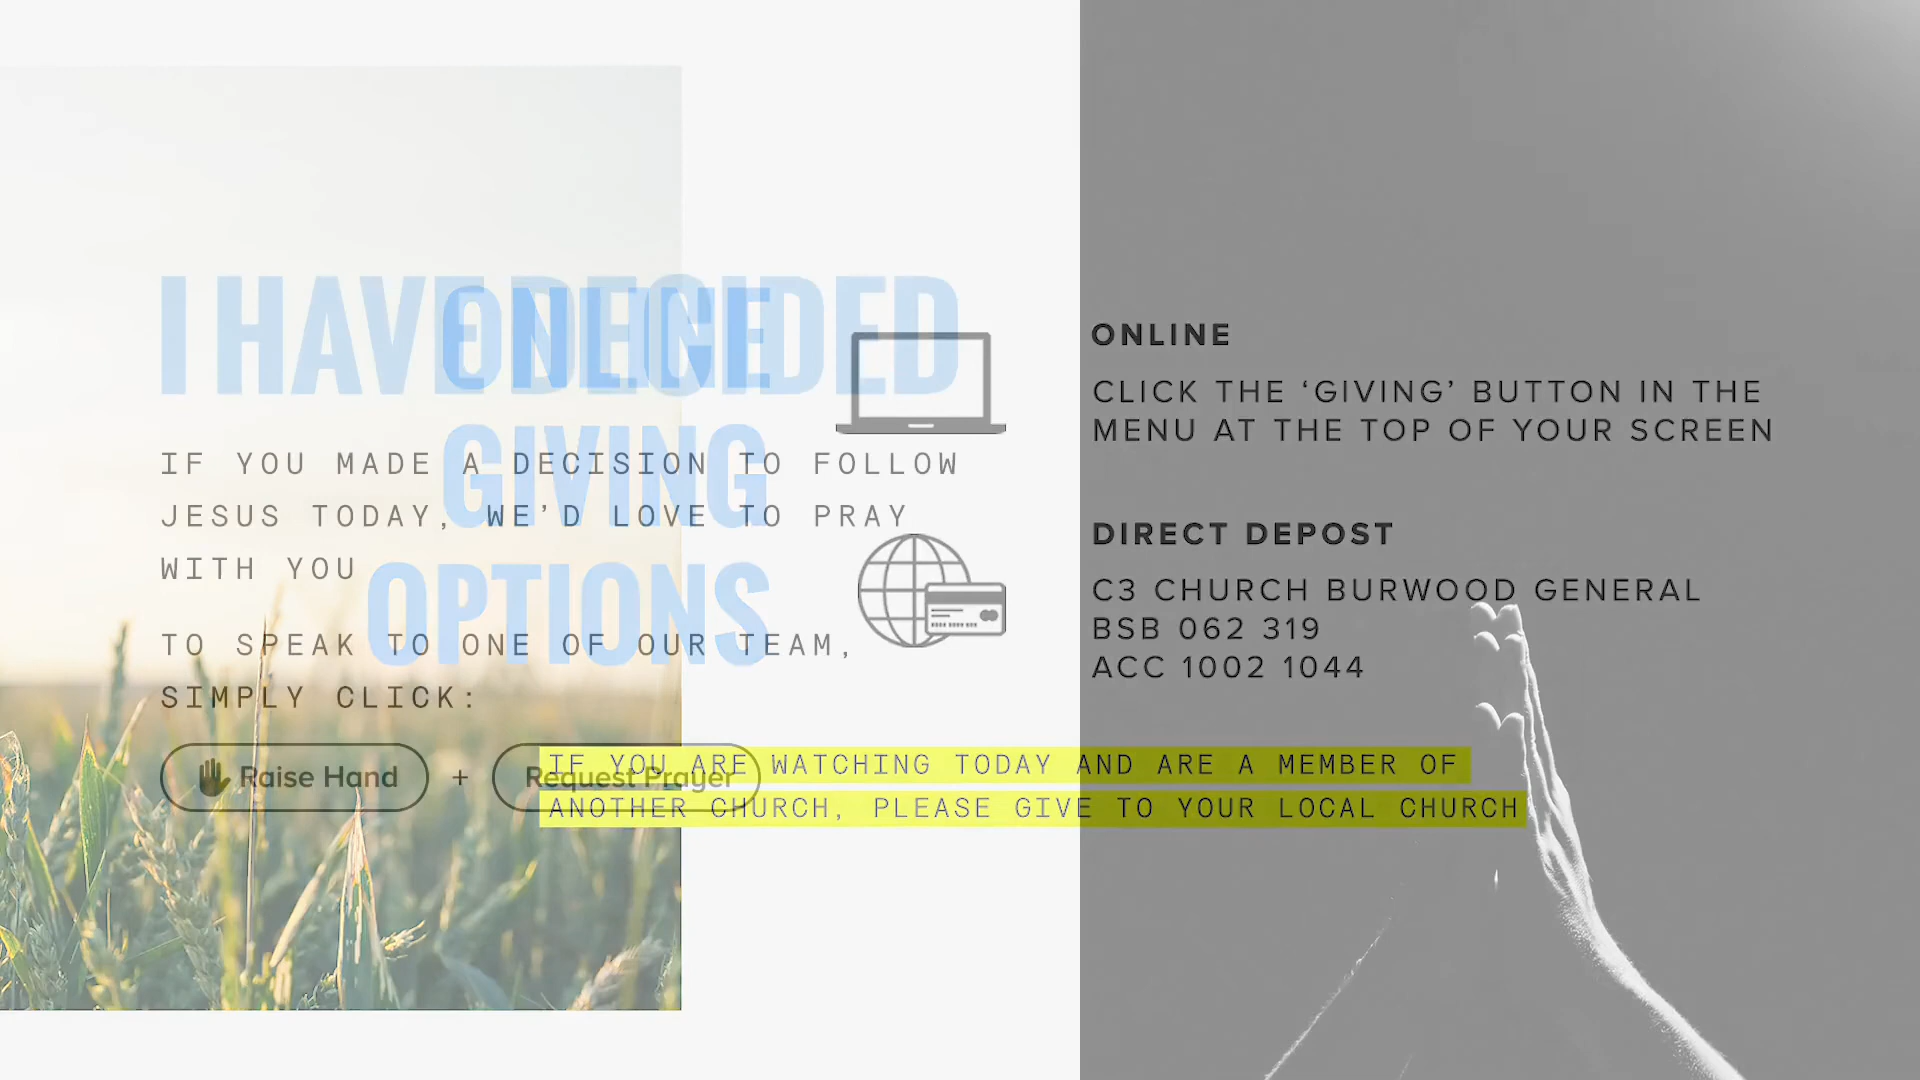 I HAVE DECIDED
IF YOU MADE A DECISION TO FOLLOW
JESUS TODAY, WE'D LOVE TO PRAY
WITH YOU
TO SPEAK TO ONE OF OUR TEAM,
SIMPLY CLICK:
Raise Hand + Request Prayer
ONLINE
GIVING
OPTIONS
ONLINE
CLICK THE ‘GIVING’ BUTTON IN THE
MENU AT THE TOP OF YOUR SCREEN
DIRECT DEPOST
C3 CHURCH BURWOOD GENERAL
BSB 062 319
ACC 1002 1044
IF YOU ARE WATCHING TODAY AND ARE A MEMBER OF
ANOTHER CHURCH, PLEASE GIVE TO YOUR LOCAL CHURCH